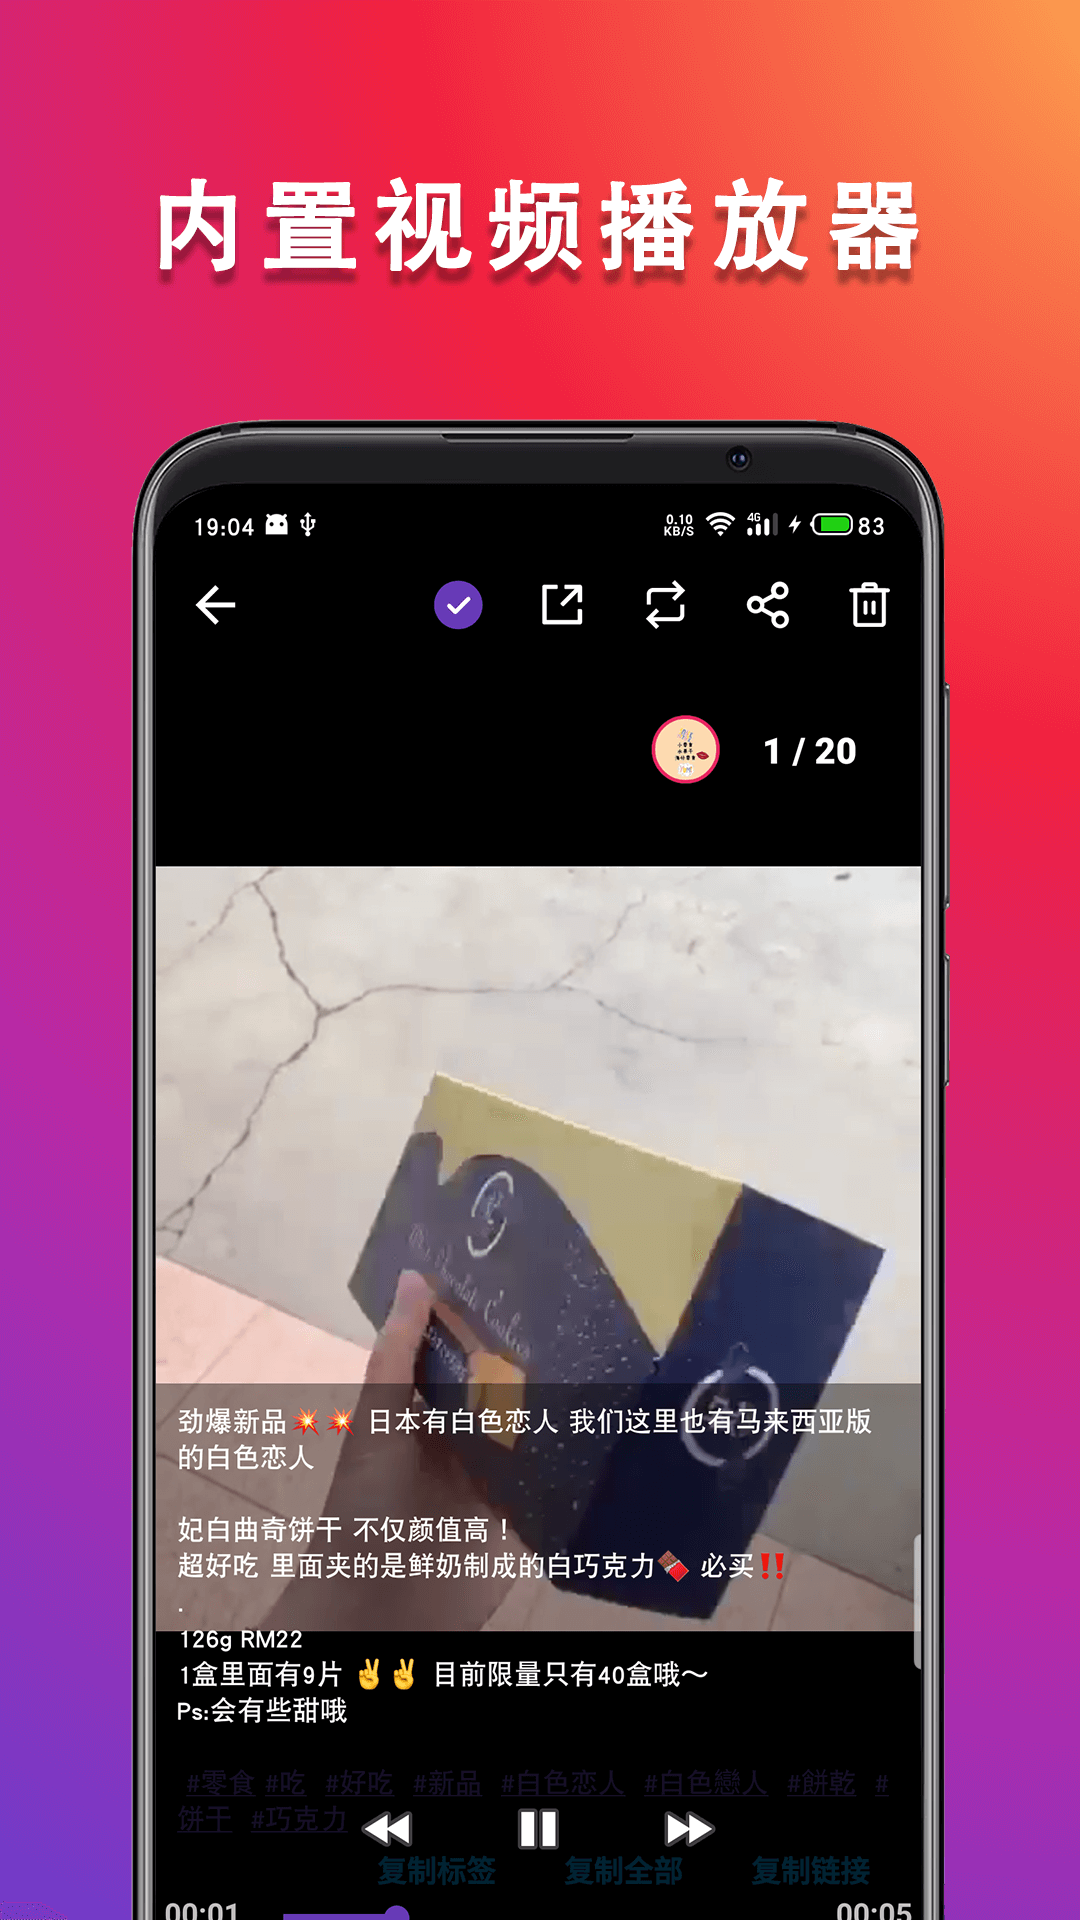 内置视频播放器
19:04
0.10
KB/S
4G
83
1 / 20
Chocolate Cookies
劲爆新品💥💥 日本有白色恋人 我们这里也有马来西亚版
的白色恋人
妃白曲奇饼干 不仅颜值高！
超好吃 里面夹的是鲜奶制成的白巧克力🍫 必买‼️
.
126g RM22
1盒里面有9片 ✌️✌️ 目前限量只有40盒哦～
Ps:会有些甜哦
#零食 #吃 #好吃 #新品 #白色恋人 #白色戀人 #餅乾 #
饼干 #巧克力
复制标签 复制全部 复制链接
00:01 00:05